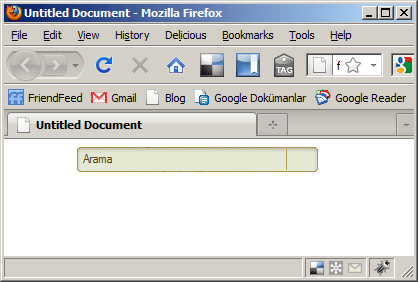 Untitled Document - Mozilla Firefox
File Edit View History Delicious Bookmarks Tools Help
TAG f g
FriendFeed Gmail Blog Google Dokümanlar Google Reader
Untitled Document
Arama